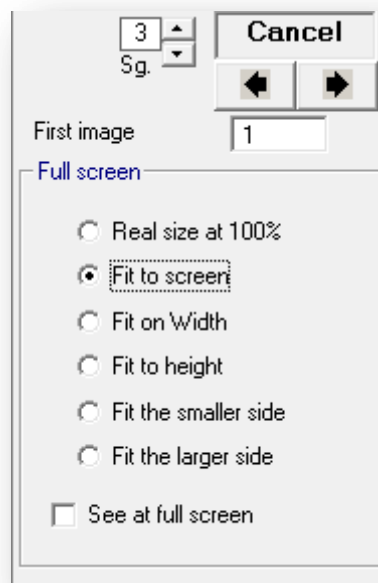 3
Sg.
Cancel
First image
1
Full screen
Real size at 100%
Fit to screen
Fit on Width
Fit to height
Fit the smaller side
Fit the larger side
See at full screen